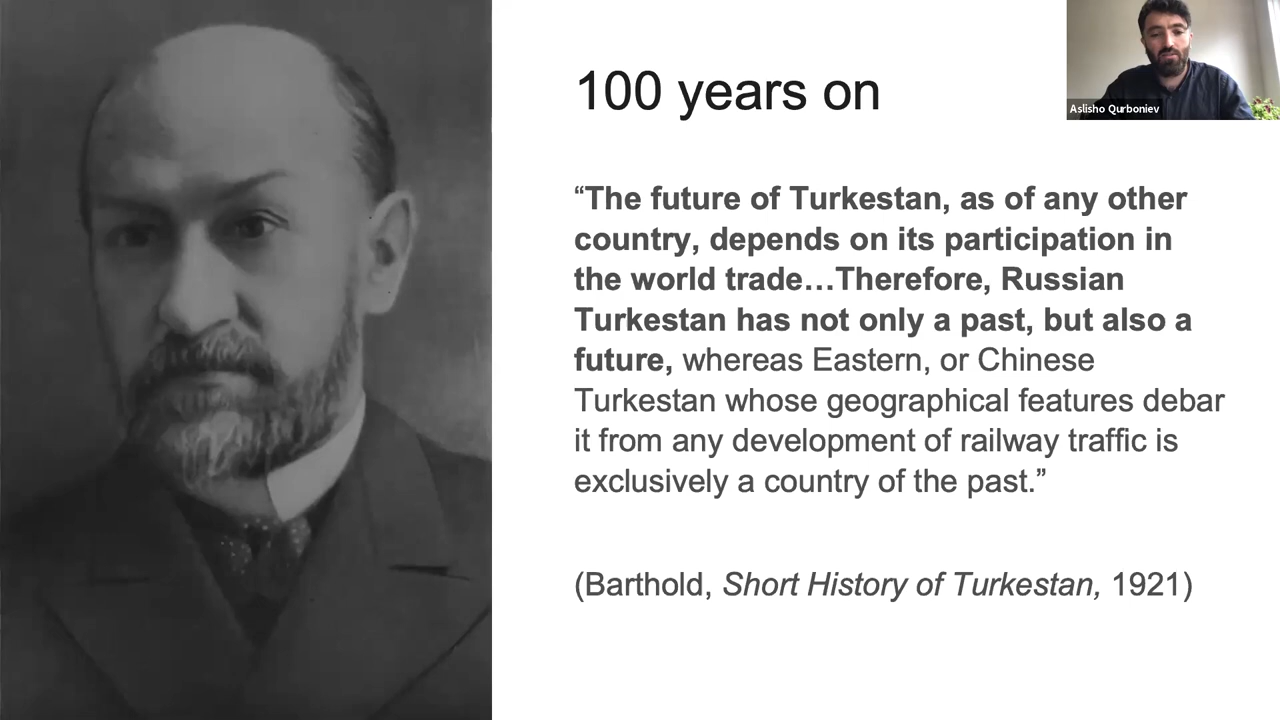 100 years on
Aslisho Qurboniev
“The future of Turkestan, as of any other
country, depends on its participation in
the world trade…Therefore, Russian
Turkestan has not only a past, but also a
future, whereas Eastern, or Chinese
Turkestan whose geographical features debar
it from any development of railway traffic is
exclusively a country of the past.”
(Barthold, Short History of Turkestan, 1921)